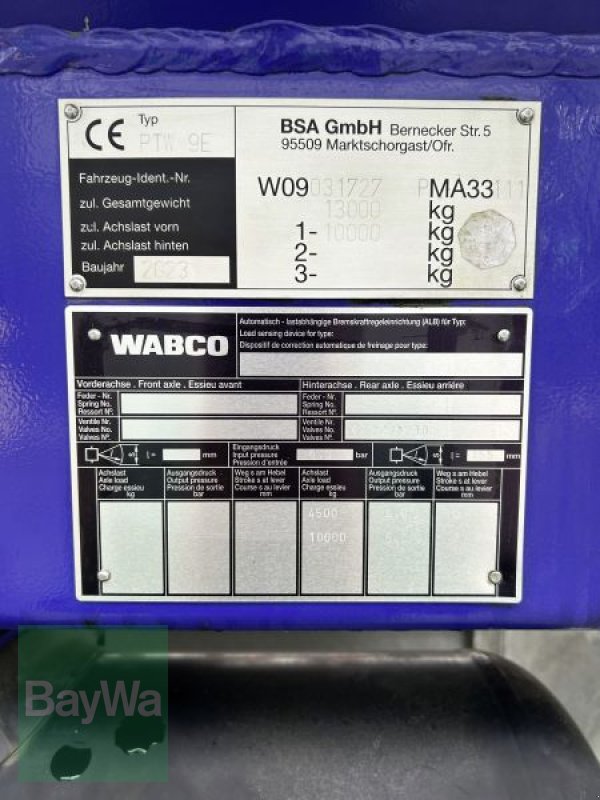 CE Typ PTW 9E
BSA GmbH Bernecker Str. 5
95509 Marktschorgast/Ofr.
Fahrzeug-Ident.-Nr. W09031727 MA33111
zul. Gesamtgewicht 13000 kg
zul. Achslast vorn 1- 10000 kg
zul. Achslast hinten 2- kg
3- kg
Baujahr 2023
WABCO
Automatisch - lastabhängige Bremskraftregeleinrichtung (ALB) für Typ:
Load sensing device for type:
Dispositif de correction automatique de freinage pour type:
Vorderachse . Front axle . Essieu avant
Hinterachse . Rear axle . Essieu arriére
Feder - Nr.
Spring No.
Ressort Nº.
Feder - Nr.
Spring No.
Ressort Nº.
Ventile Nr.
Valves No.
Valves Nº.
Ventile Nr.
Valves No.
Valves Nº.
mm
Eingangsdruck
Input pressure
Pression d'entrée
bar
mm
Achslast
Axle load
Charge essieu
kg
Ausgangsdruck
Output pressure
Pression de sortie
bar
Weg s am Hebel
Stroke s at lever
Course s au levier
mm
Achslast
Axle load
Charge essieu
kg
Ausgangsdruck
Output pressure
Pression de sortie
bar
Weg s am Hebel
Stroke s at lever
Course s au levier
mm
4500
10000
BayWa